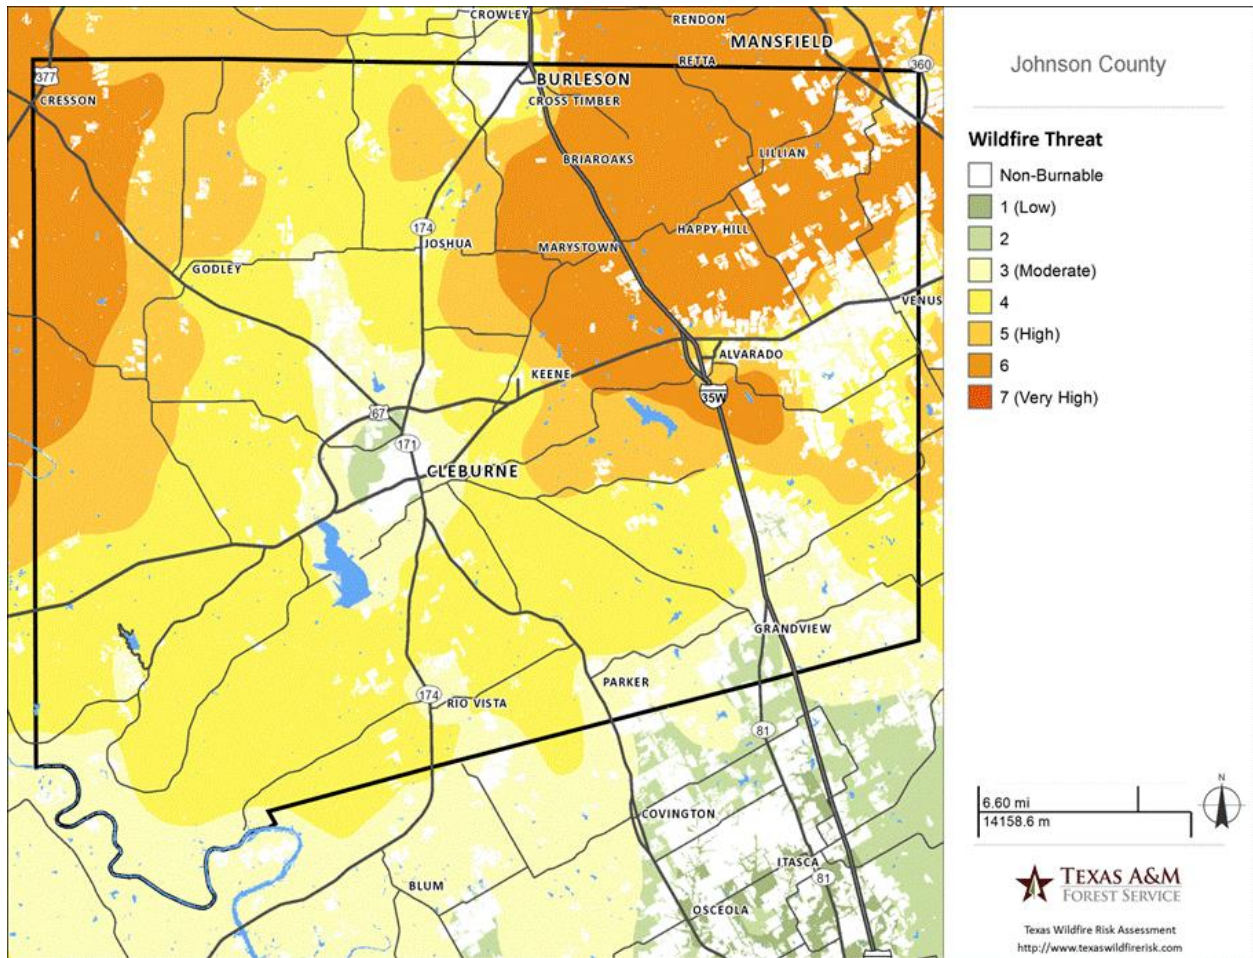 CROWLEY
RENDON
MANSFIELD
RETTA
360
377
BURLESON
CRESSON
CROSS TIMBER
BRIAROAKS
LILLIAN
174
JOSHUA
HAPPY HILL
MARYSTOWN
GODLEY
VENUS
ALVARADO
KEENE
35W
67
171
CLEBURNE
GRANDVIEW
PARKER
174
RIO VISTA
81
COVINGTON
ITASCA
81
BLUM
OSCEOLA
Johnson County
Wildfire Threat
Non-Burnable
1 (Low)
2
3 (Moderate)
4
5 (High)
6
7 (Very High)
N
6.60 mi
14158.6 m
TEXAS A&M
FOREST SERVICE
Texas Wildfire Risk Assessment
http://www.texaswildfirerisk.com